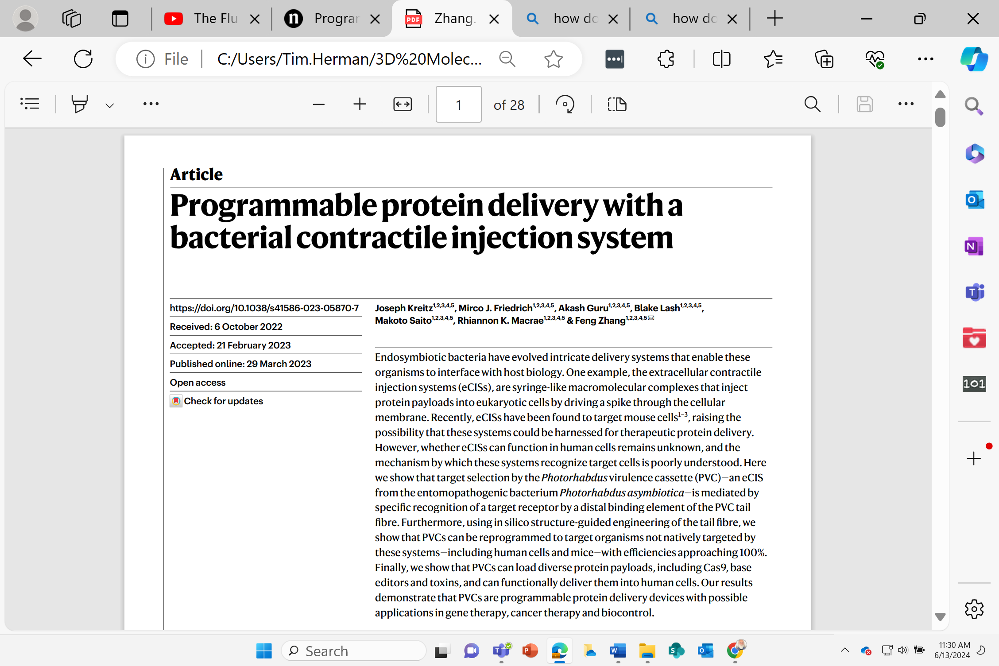 The Flu
Program
Zhang.
how do
how do
File
C:/Users/Tim.Herman/3D%20Molec...
1
of 28
Article
Programmable protein delivery with a
bacterial contractile injection system
https://doi.org/10.1038/s41586-023-05870-7
Received: 6 October 2022
Accepted: 21 February 2023
Published online: 29 March 2023
Open access
Check for updates
Joseph Kreitz1,2,3,4,5, Mirco J. Friedrich1,2,3,4,5, Akash Guru1,2,3,4,5, Blake Lash1,2,3,4,5,
Makoto Saito1,2,3,4,5, Rhiannon K. Macrae1,2,3,4,5 & Feng Zhang1,2,3,4,5✉
Endosymbiotic bacteria have evolved intricate delivery systems that enable these
organisms to interface with host biology. One example, the extracellular contractile
injection systems (eCISs), are syringe-like macromolecular complexes that inject
protein payloads into eukaryotic cells by driving a spike through the cellular
membrane. Recently, eCISs have been found to target mouse cells1–3, raising the
possibility that these systems could be harnessed for therapeutic protein delivery.
However, whether eCISs can function in human cells remains unknown, and the
mechanism by which these systems recognize target cells is poorly understood. Here
we show that target selection by the Photorhabdus virulence cassette (PVC)—an eCIS
from the entomopathogenic bacterium Photorhabdus asymbiotica—is mediated by
specific recognition of a target receptor by a distal binding element of the PVC tail
fibre. Furthermore, using in silico structure-guided engineering of the tail fibre, we
show that PVCs can be reprogrammed to target organisms not natively targeted by
these systems—including human cells and mice—with efficiencies approaching 100%.
Finally, we show that PVCs can load diverse protein payloads, including Cas9, base
editors and toxins, and can functionally deliver them into human cells. Our results
demonstrate that PVCs are programmable protein delivery devices with possible
applications in gene therapy, cancer therapy and biocontrol.
101
Search
11:30 AM
6/13/2024